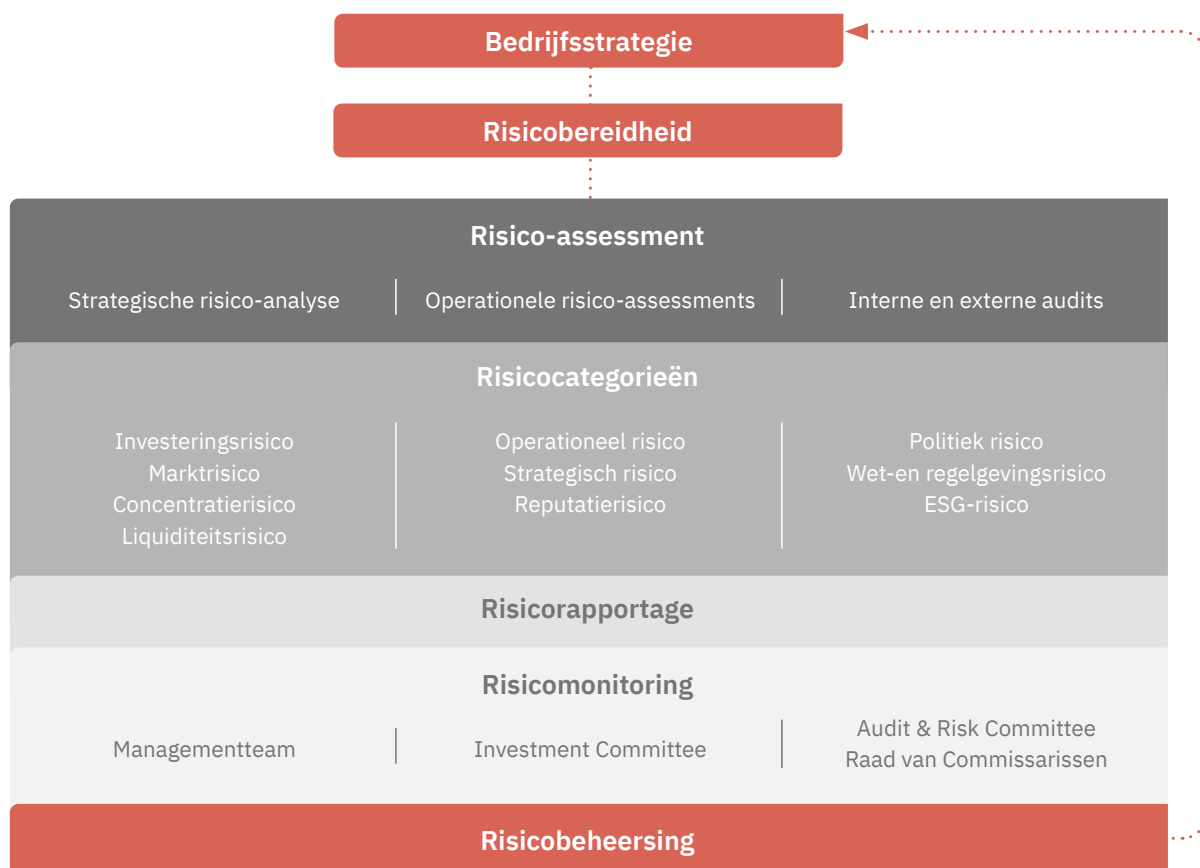 Bedrijfsstrategie
Risicobereidheid
Risico-assessment
Strategische risico-analyse
Operationele risico-assessments
Interne en externe audits
Risicocategorieën
Investeringsrisico
Marktrisico
Concentratierisico
Liquiditeitsrisico
Operationeel risico
Strategisch risico
Reputatierisico
Politiek risico
Wet-en regelgevingsrisico
ESG-risico
Risicorapportage
Risicomonitoring
Managementteam
Investment Committee
Audit & Risk Committee
Raad van Commissarissen
Risicobeheersing